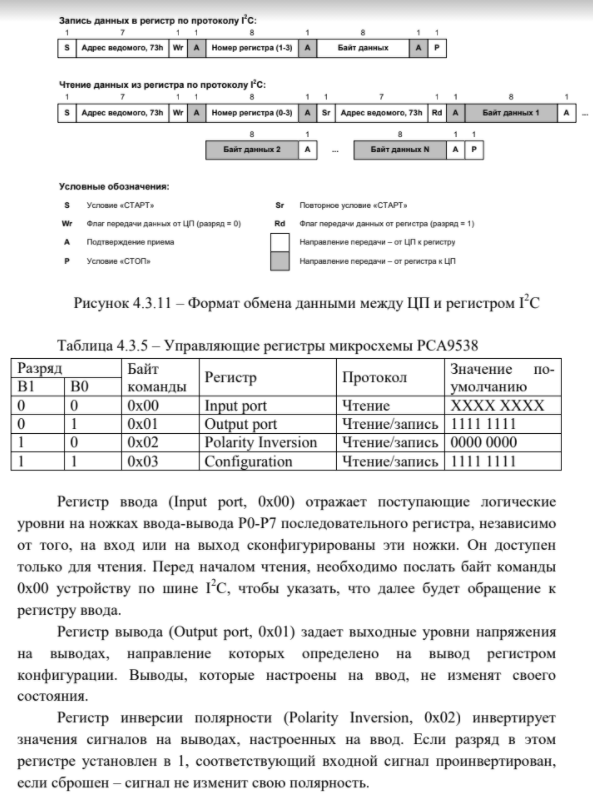 Запись данных в регистр по протоколу I²C:
1 7 1 1 8 1 8 1 1
S Адрес ведомого, 73h Wr A Номер регистра (1-3) A Байт данных A P
Чтение данных из регистра по протоколу I²C:
1 7 1 1 8 1 1 7 1 1 8 1
S Адрес ведомого, 73h Wr A Номер регистра (0-3) A Sr Адрес ведомого, 73h Rd A Байт данных 1 A ...
8 1 8 1 1
Байт данных 2 A ... Байт данных N A P
Условные обозначения:
S Условие «СТАРТ» Sr Повторное условие «СТАРТ»
Wr Флаг передачи данных от ЦП (разряд = 0) Rd Флаг передачи данных от регистра (разряд = 1)
A Подтверждение приема Направление передачи – от ЦП к регистру
P Условие «СТОП» Направление передачи – от регистра к ЦП
Рисунок 4.3.11 – Формат обмена данными между ЦП и регистром I²C
Таблица 4.3.5 – Управляющие регистры микросхемы PCA9538
Разряд Байт Регистр Протокол Значение по-
B1 B0 команды умолчанию
0 0 0x00 Input port Чтение XXXX XXXX
0 1 0x01 Output port Чтение/запись 1111 1111
1 0 0x02 Polarity Inversion Чтение/запись 0000 0000
1 1 0x03 Configuration Чтение/запись 1111 1111
Регистр ввода (Input port, 0x00) отражает поступающие логические
уровни на ножках ввода-вывода P0-P7 последовательного регистра, независимо
от того, на вход или на выход сконфигурированы эти ножки. Он доступен
только для чтения. Перед началом чтения, необходимо послать байт команды
0x00 устройству по шине I²C, чтобы указать, что далее будет обращение к
регистру ввода.
Регистр вывода (Output port, 0x01) задает выходные уровни напряжения
на выводах, направление которых определено на вывод регистром
конфигурации. Выводы, которые настроены на ввод, не изменят своего
состояния.
Регистр инверсии полярности (Polarity Inversion, 0x02) инвертирует
значения сигналов на выводах, настроенных на ввод. Если разряд в этом
регистре установлен в 1, соответствующий входной сигнал проинвертирован,
если сброшен – сигнал не изменит свою полярность.